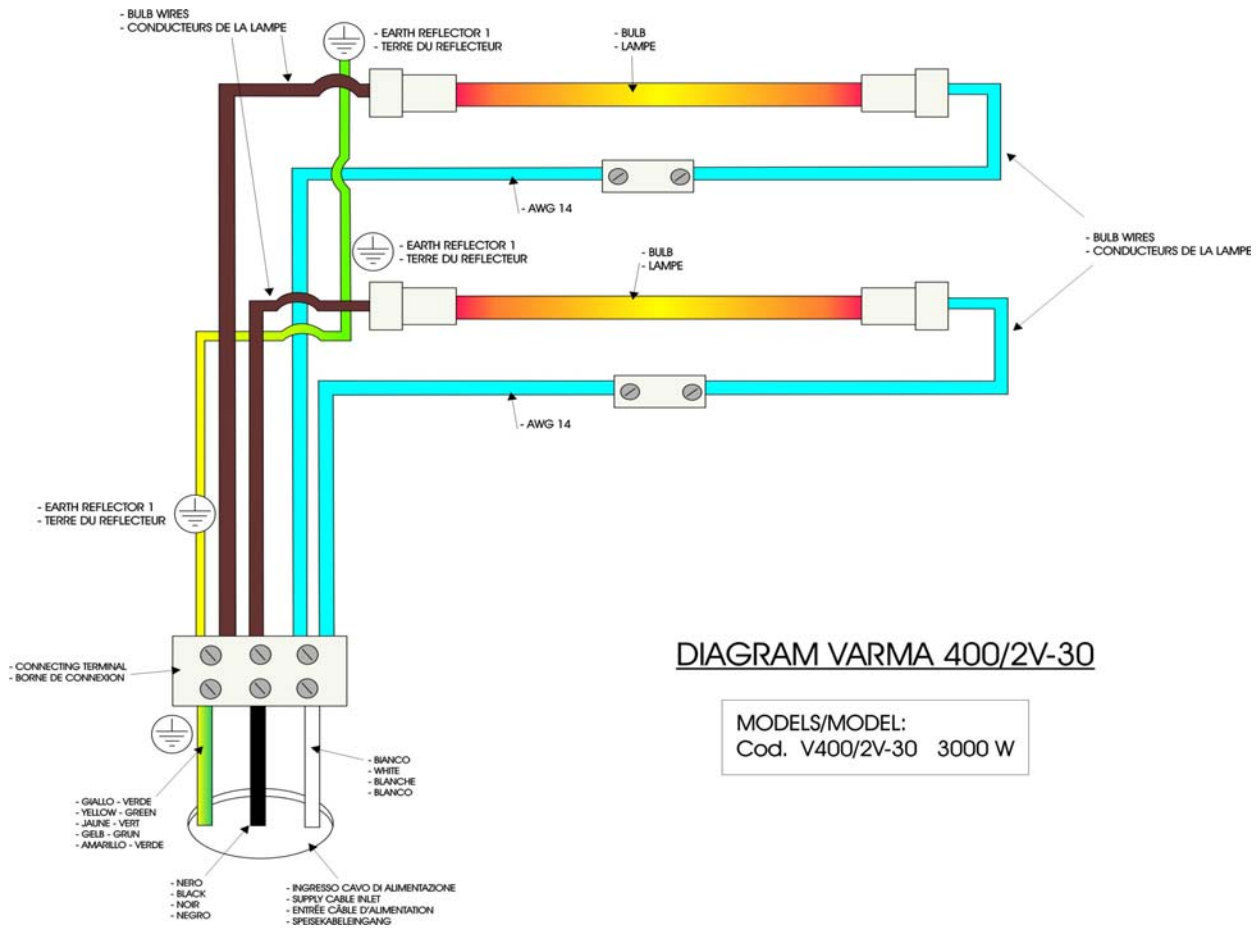 - BULB WIRES
- CONDUCTEURS DE LA LAMPE
- EARTH REFLECTOR 1
- TERRE DU REFLECTEUR
- BULB
- LAMPE
- AWG 14
- EARTH REFLECTOR 1
- TERRE DU REFLECTEUR
- BULB
- LAMPE
- BULB WIRES
- CONDUCTEURS DE LA LAMPE
- AWG 14
- EARTH REFLECTOR 1
- TERRE DU REFLECTEUR
- CONNECTING TERMINAL
- BORNE DE CONNEXION
DIAGRAM VARMA 400/2V-30
MODELS/MODEL:
Cod. V400/2V-30 3000 W
- BIANCO
- WHITE
- BLANCHE
- BLANCO
- GIALLO - VERDE
- YELLOW - GREEN
- JAUNE - VERT
- GELB - GRUN
- AMARILLO - VERDE
- NERO
- BLACK
- NOIR
- NEGRO
- INGRESSO CAVO DI ALIMENTAZIONE
- SUPPLY CABLE INLET
- ENTRÉE CÂBLE D'ALIMENTATION
- SPEISEKABELEINGANG